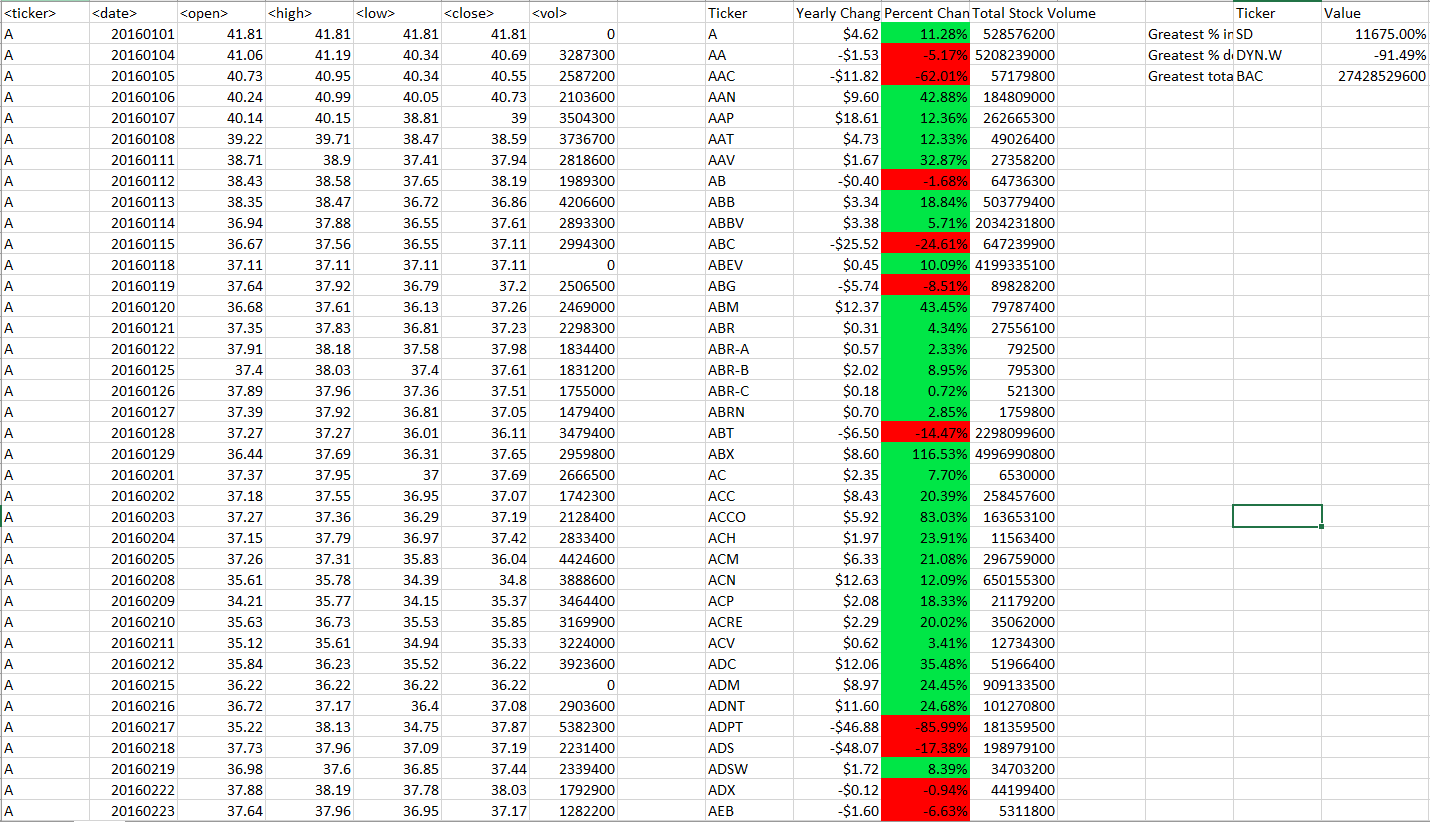 <ticker> <date> <open> <high> <low> <close> <vol> Ticker Yearly Chang Percent Chan Total Stock Volume Ticker Value
A 20160101 41.81 41.81 41.81 41.81 0 A $4.62 11.28% 528576200 Greatest % in SD 11675.00%
A 20160104 41.06 41.19 40.34 40.69 3287300 AA -$1.53 -5.17% 5208239000 Greatest % de DYN.W -91.49%
A 20160105 40.73 40.95 40.34 40.55 2587200 AAC -$11.82 -62.01% 57179800 Greatest tota BAC 27428529600
A 20160106 40.24 40.99 40.05 40.73 2103600 AAN $9.60 42.88% 184809000
A 20160107 40.14 40.15 38.81 39 3504300 AAP $18.61 12.36% 262665300
A 20160108 39.22 39.71 38.47 38.59 3736700 AAT $4.73 12.33% 49026400
A 20160111 38.71 38.9 37.41 37.94 2818600 AAV $1.67 32.87% 27358200
A 20160112 38.43 38.58 37.65 38.19 1989300 AB -$0.40 -1.68% 64736300
A 20160113 38.35 38.47 36.72 36.86 4206600 ABB $3.34 18.84% 503779400
A 20160114 36.94 37.88 36.55 37.61 2893300 ABBV $3.38 5.71% 2034231800
A 20160115 36.67 37.56 36.55 37.11 2994300 ABC -$25.52 -24.61% 647239900
A 20160118 37.11 37.11 37.11 37.11 0 ABEV $0.45 10.09% 4199335100
A 20160119 37.64 37.92 36.79 37.2 2506500 ABG -$5.74 -8.51% 89828200
A 20160120 36.68 37.61 36.13 37.26 2469000 ABM $12.37 43.45% 79787400
A 20160121 37.35 37.83 36.81 37.23 2298300 ABR $0.31 4.34% 27556100
A 20160122 37.91 38.18 37.58 37.98 1834400 ABR-A $0.57 2.33% 792500
A 20160125 37.4 38.03 37.4 37.61 1831200 ABR-B $2.02 8.95% 795300
A 20160126 37.89 37.96 37.36 37.51 1755000 ABR-C $0.18 0.72% 521300
A 20160127 37.39 37.92 36.81 37.05 1479400 ABRN $0.70 2.85% 1759800
A 20160128 37.27 37.27 36.01 36.11 3479400 ABT -$6.50 -14.47% 2298099600
A 20160129 36.44 37.69 36.31 37.65 2959800 ABX $8.60 116.53% 4996990800
A 20160201 37.37 37.95 37 37.69 2666500 AC $2.35 7.70% 6530000
A 20160202 37.18 37.55 36.95 37.07 1742300 ACC $8.43 20.39% 258457600
A 20160203 37.27 37.36 36.29 37.19 2128400 ACCO $5.92 83.03% 163653100
A 20160204 37.15 37.79 36.97 37.42 2833400 ACH $1.97 23.91% 11563400
A 20160205 37.26 37.31 35.83 36.04 4424600 ACM $6.33 21.08% 296759000
A 20160208 35.61 35.78 34.39 34.8 3888600 ACN $12.63 12.09% 650155300
A 20160209 34.21 35.77 34.15 35.37 3464400 ACP $2.08 18.33% 21179200
A 20160210 35.63 36.73 35.53 35.85 3169900 ACRE $2.29 20.02% 35062000
A 20160211 35.12 35.61 34.94 35.33 3224000 ACV $0.62 3.41% 12734300
A 20160212 35.84 36.23 35.52 36.22 3923600 ADC $12.06 35.48% 51966400
A 20160215 36.22 36.22 36.22 36.22 0 ADM $8.97 24.45% 909133500
A 20160216 36.72 37.17 36.4 37.08 2903600 ADNT $11.60 24.68% 101270800
A 20160217 35.22 38.13 34.75 37.87 5382300 ADPT -$46.88 -85.99% 181359500
A 20160218 37.73 37.96 37.09 37.19 2231400 ADS -$48.07 -17.38% 198979100
A 20160219 36.98 37.6 36.85 37.44 2339400 ADSW $1.72 8.39% 34703200
A 20160222 37.88 38.19 37.78 38.03 1792900 ADX -$0.12 -0.94% 44199400
A 20160223 37.64 37.96 36.95 37.17 1282200 AEB -$1.60 -6.63% 5311800